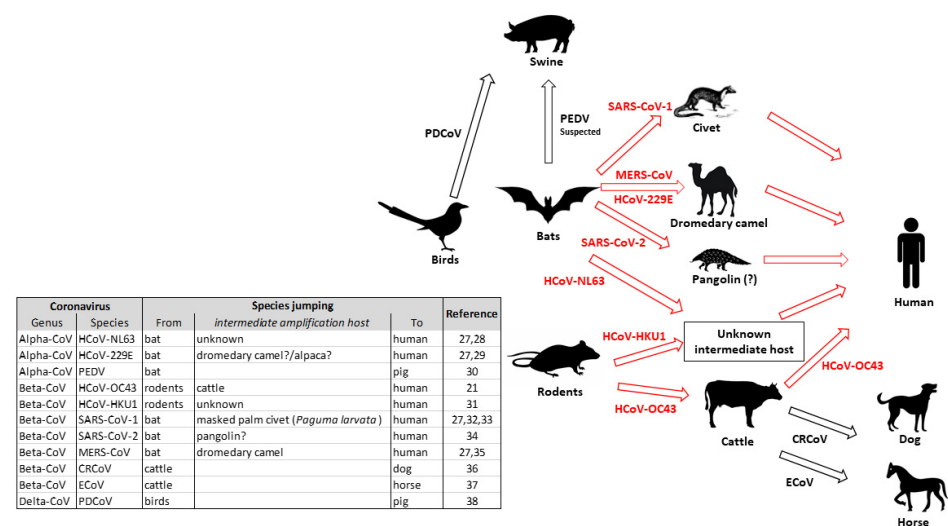 Swine
PDCoV
PEDV
Suspected
SARS-CoV-1
Civet
MERS-CoV
HCoV-229E
Dromedary camel
Birds
Bats
SARS-CoV-2
Pangolin (?)
HCoV-NL63
Human
HCoV-HKU1
Unknown
intermediate host
Rodents
HCoV-OC43
HCoV-OC43
Cattle
CRCoV
Dog
ECoV
Horse
Coronavirus Species jumping Reference
Genus Species From intermediate amplification host To
Alpha-CoV HCoV-NL63 bat unknown human 27,28
Alpha-CoV HCoV-229E bat dromedary camel?/alpaca? human 27,29
Alpha-CoV PEDV bat pig 30
Beta-CoV HCoV-OC43 rodents cattle human 21
Beta-CoV HCoV-HKU1 rodents unknown human 31
Beta-CoV SARS-CoV-1 bat masked palm civet (Paguma larvata) human 27,32,33
Beta-CoV SARS-CoV-2 bat pangolin? human 34
Beta-CoV MERS-CoV bat dromedary camel human 27,35
Beta-CoV CRCoV cattle dog 36
Beta-CoV ECoV cattle horse 37
Delta-CoV PDCoV birds pig 38